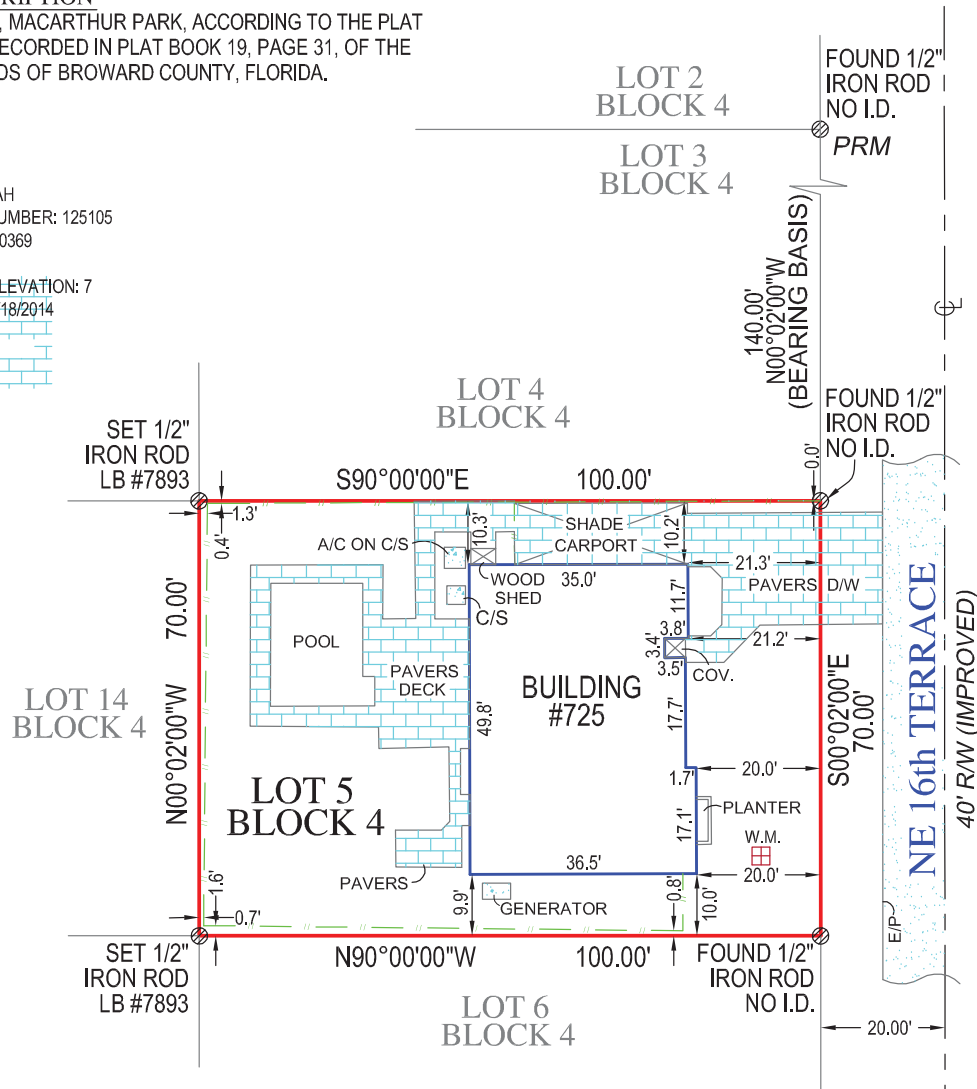 , MACARTHUR PARK, ACCORDING TO THE PLAT
RECORDED IN PLAT BOOK 19, PAGE 31, OF THE
OF BROWARD COUNTY, FLORIDA.
NUMBER: 125105
0369
ELEVATION: 7
18/2014
LOT 2
BLOCK 4
FOUND 1/2"
IRON ROD
NO I.D.
PRM
LOT 3
BLOCK 4
140.00'
N00°02'00"W
(BEARING BASIS)
℄
LOT 4
BLOCK 4
SET 1/2"
IRON ROD
LB #7893
FOUND 1/2"
IRON ROD
NO I.D.
S90°00'00"E 100.00'
0.0'
1.3'
0.4'
10.3'
SHADE
CARPORT
10.2'
A/C ON C/S
WOOD
SHED
35.0'
21.3'
PAVERS D/W
C/S
11.7'
70.00'
N00°02'00"W
POOL
PAVERS
DECK
3.8'
3.4'
3.5'
21.2'
COV.
BUILDING
#725
49.8'
17.7'
LOT 14
BLOCK 4
S00°02'00"E
70.00'
NE 16th TERRACE
40' R/W (IMPROVED)
LOT 5
BLOCK 4
1.7'
20.0'
PLANTER
17.1'
W.M.
36.5'
20.0'
PAVERS
1.6'
0.7'
9.9'
GENERATOR
0.8'
10.0'
E/P
SET 1/2"
IRON ROD
LB #7893
N90°00'00"W 100.00'
FOUND 1/2"
IRON ROD
NO I.D.
LOT 6
BLOCK 4
20.00'